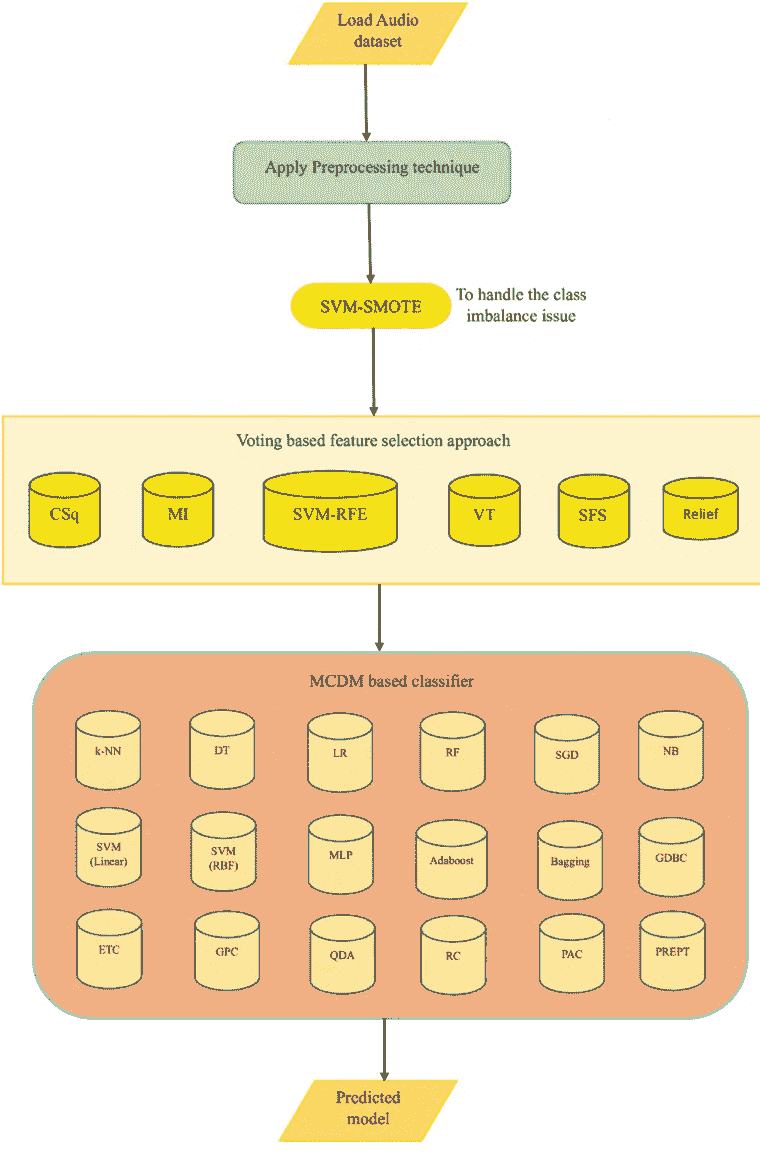 Load Audio
dataset
Apply Preprocessing technique
SVM-SMOTE
To handle the class
imbalance issue
Voting based feature selection approach
CSq
MI
SVM-RFE
VT
SFS
Relief
MCDM based classifier
k-NN
DT
LR
RF
SGD
NB
SVM
(Linear)
SVM
(RBF)
MLP
Adaboost
Bagging
GDBC
ETC
GPC
QDA
RC
PAC
PREPT
Predicted
model